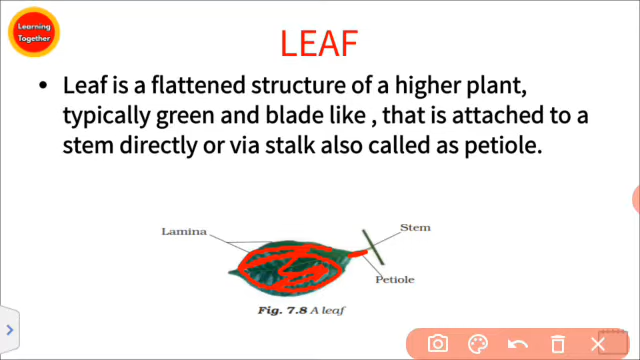 Learning
Together
LEAF
• Leaf is a flattened structure of a higher plant,
typically green and blade like , that is attached to a
stem directly or via stalk also called as petiole.
Lamina
Stem
Petiole
Fig. 7.8 A leaf